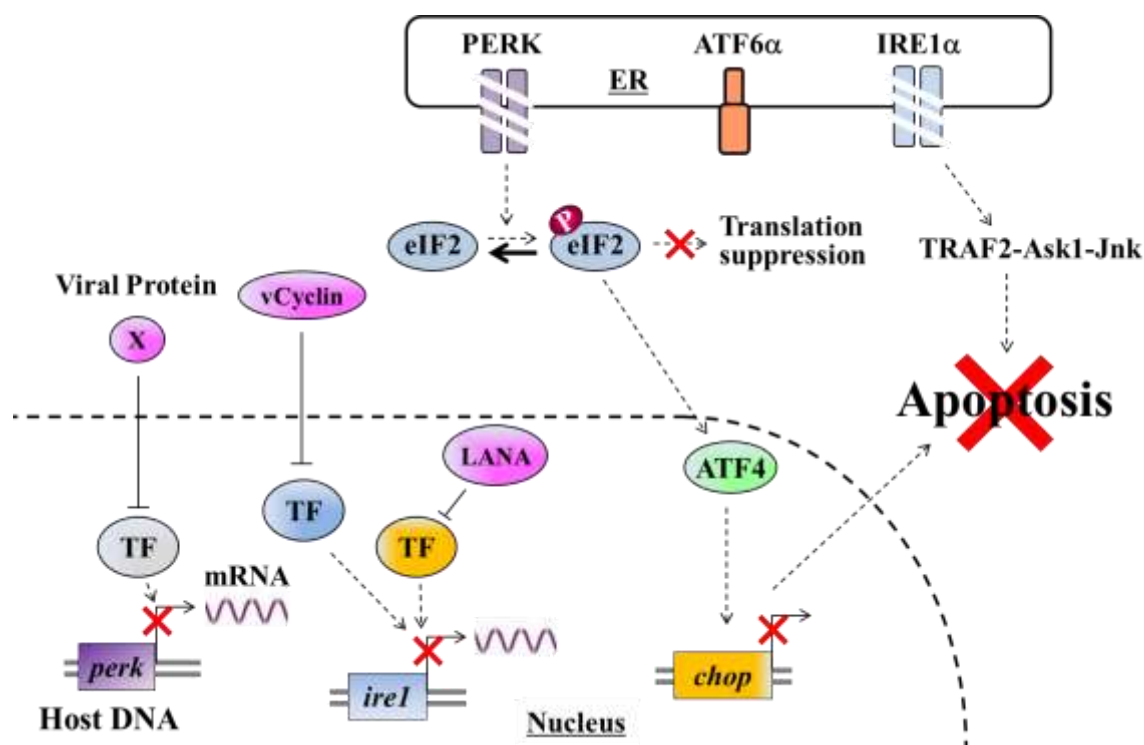 PERK
ATF6α
IRE1α
ER
eIF2
P
eIF2
Translation
suppression
TRAF2-Ask1-Jnk
Viral Protein
vCyclin
X
Apoptosis
LANA
ATF4
TF
TF
TF
mRNA
perk
ire1
chop
Host DNA
Nucleus